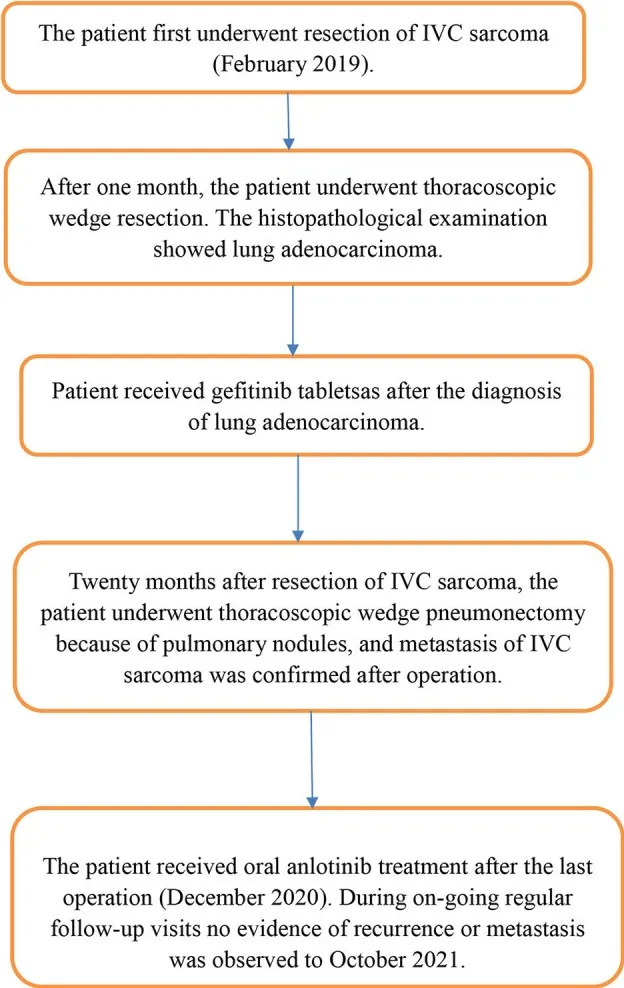 The patient first underwent resection of IVC sarcoma
(February 2019).
After one month, the patient underwent thoracoscopic
wedge resection. The histopathological examination
showed lung adenocarcinoma.
Patient received gefitinib tabletsas after the diagnosis
of lung adenocarcinoma.
Twenty months after resection of IVC sarcoma, the
patient underwent thoracoscopic wedge pneumonectomy
because of pulmonary nodules, and metastasis of IVC
sarcoma was confirmed after operation.
The patient received oral anlotinib treatment after the last
operation (December 2020). During on-going regular
follow-up visits no evidence of recurrence or metastasis
was observed to October 2021.